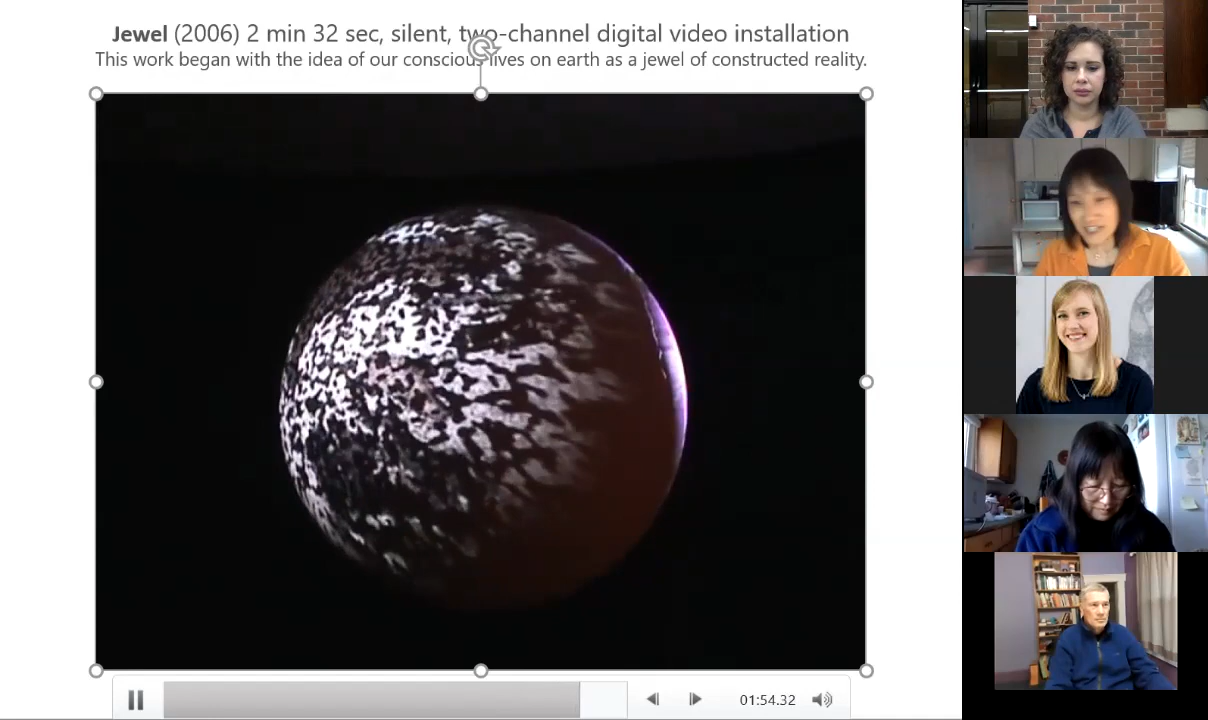 Jewel (2006) 2 min 32 sec, silent, two-channel digital video installation
This work began with the idea of our conscious lives on earth as a jewel of constructed reality.
01:54.32